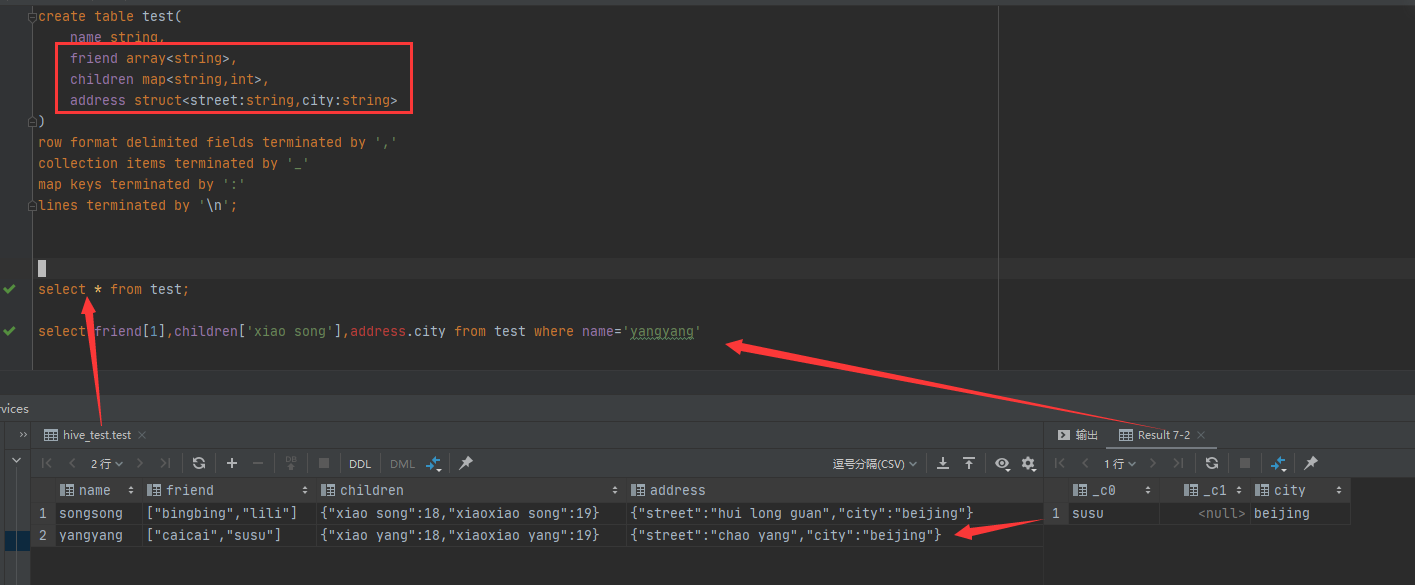 create table test(
name string,
friend array<string>,
children map<string,int>,
address struct<street:string,city:string>
)
row format delimited fields terminated by ','
collection items terminated by '_'
map keys terminated by ':'
lines terminated by '\n';
select * from test;
select friend[1],children['xiao song'],address.city from test where name='yangyang'
rvices
hive_test.test
输出
Result 7-2
2 行
DB
DDL
DML
逗号分隔(CSV)
1 行
name friend children address
1 songsong ["bingbing","lili"] {"xiao song":18,"xiaoxiao song":19} {"street":"hui long guan","city":"beijing"}
2 yangyang ["caicai","susu"] {"xiao yang":18,"xiaoxiao yang":19} {"street":"chao yang","city":"beijing"}
_c0 _c1 city
1 susu <null> beijing